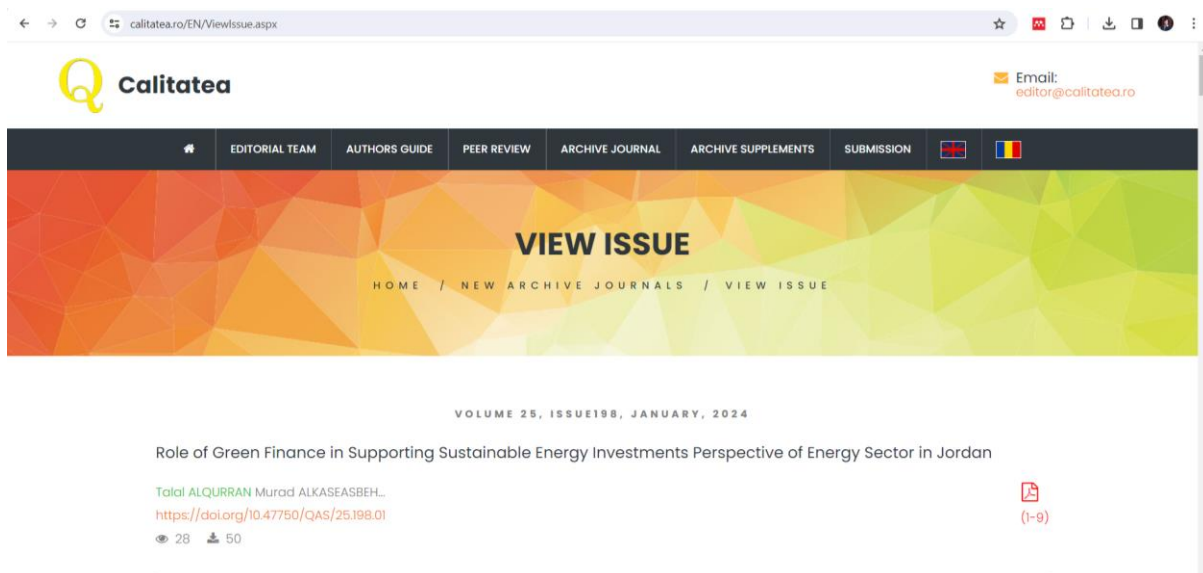 calitatea.ro/EN/ViewIssue.aspx
Q Calitatea
Email:
editor@calitatea.ro
EDITORIAL TEAM AUTHORS GUIDE PEER REVIEW ARCHIVE JOURNAL ARCHIVE SUPPLEMENTS SUBMISSION
VIEW ISSUE
HOME / NEW ARCHIVE JOURNALS / VIEW ISSUE
VOLUME 25, ISSUE198, JANUARY, 2024
Role of Green Finance in Supporting Sustainable Energy Investments Perspective of Energy Sector in Jordan
Talal ALQURRAN Murad ALKASEASBEH...
https://doi.org/10.47750/QAS/25.198.01
(1-9)
28 50